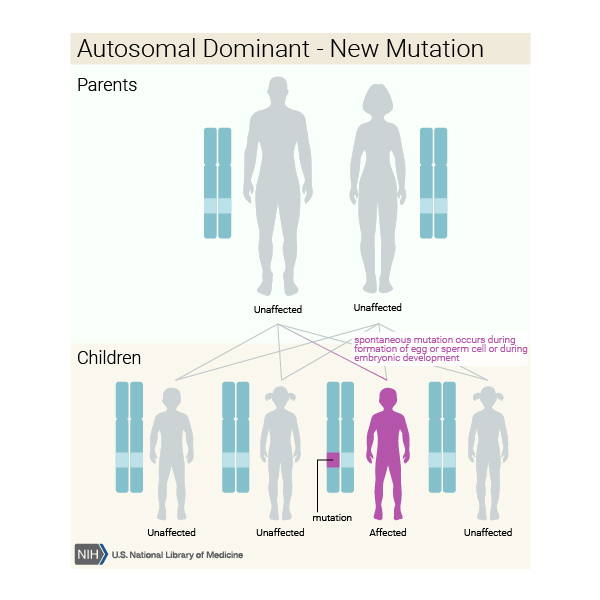 Autosomal Dominant - New Mutation
Parents
Unaffected
Unaffected
spontaneous mutation occurs during
formation of egg or sperm cell or during
embryonic development
Children
mutation
Unaffected
Unaffected
Affected
Unaffected
NIH U.S. National Library of Medicine